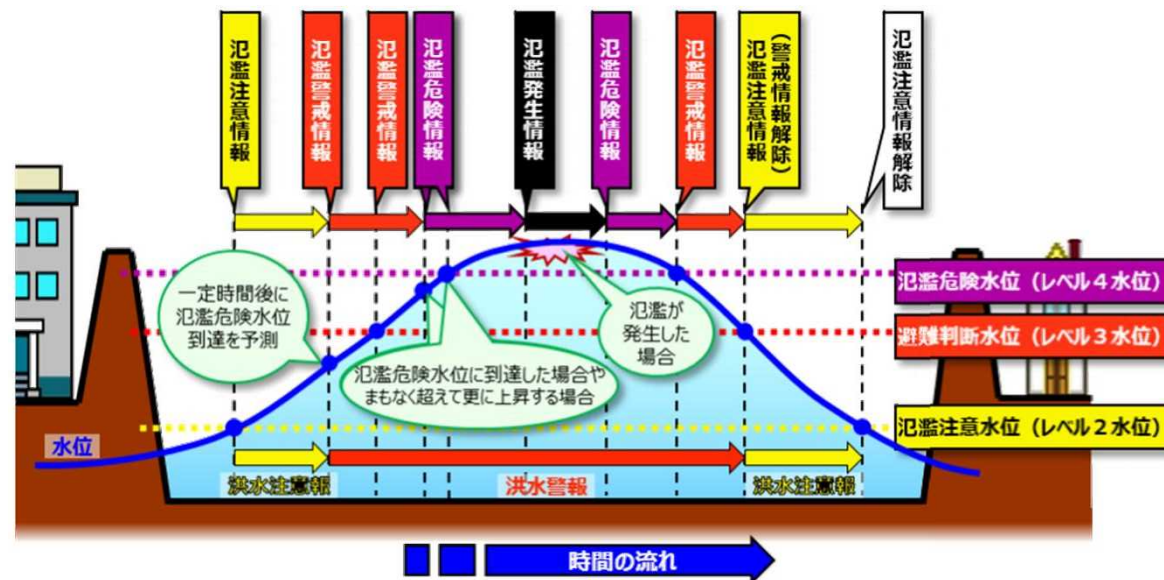 氾濫注意情報
氾濫警戒情報
氾濫警戒情報
氾濫危険情報
氾濫発生情報
氾濫危険情報
氾濫警戒情報
(警戒情報解除)
氾濫注意情報
氾濫注意情報解除
一定時間後に
氾濫危険水位
到達を予測
氾濫危険水位に到達した場合や
まもなく超えて更に上昇する場合
氾濫が
発生した
場合
氾濫危険水位(レベル4水位)
避難判断水位(レベル3水位)
氾濫注意水位(レベル2水位)
水位
洪水注意報
洪水警報
洪水注意報
時間の流れ